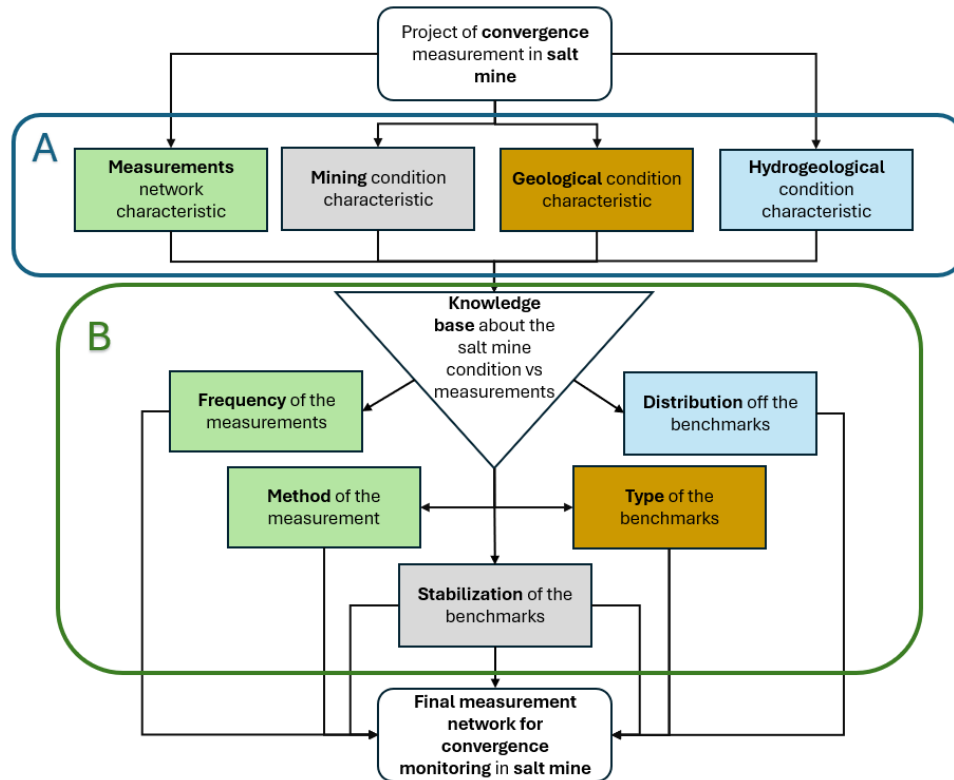 Project of convergence
measurement in salt
mine
A
Measurements
network
characteristic
Mining condition
characteristic
Geological condition
characteristic
Hydrogeological
condition
characteristic
B
Knowledge
base about the
salt mine
condition vs
measurements
Frequency of the
measurements
Distribution off the
benchmarks
Method of the
measurement
Type of the
benchmarks
Stabilization of the
benchmarks
Final measurement
network for
convergence
monitoring in salt mine